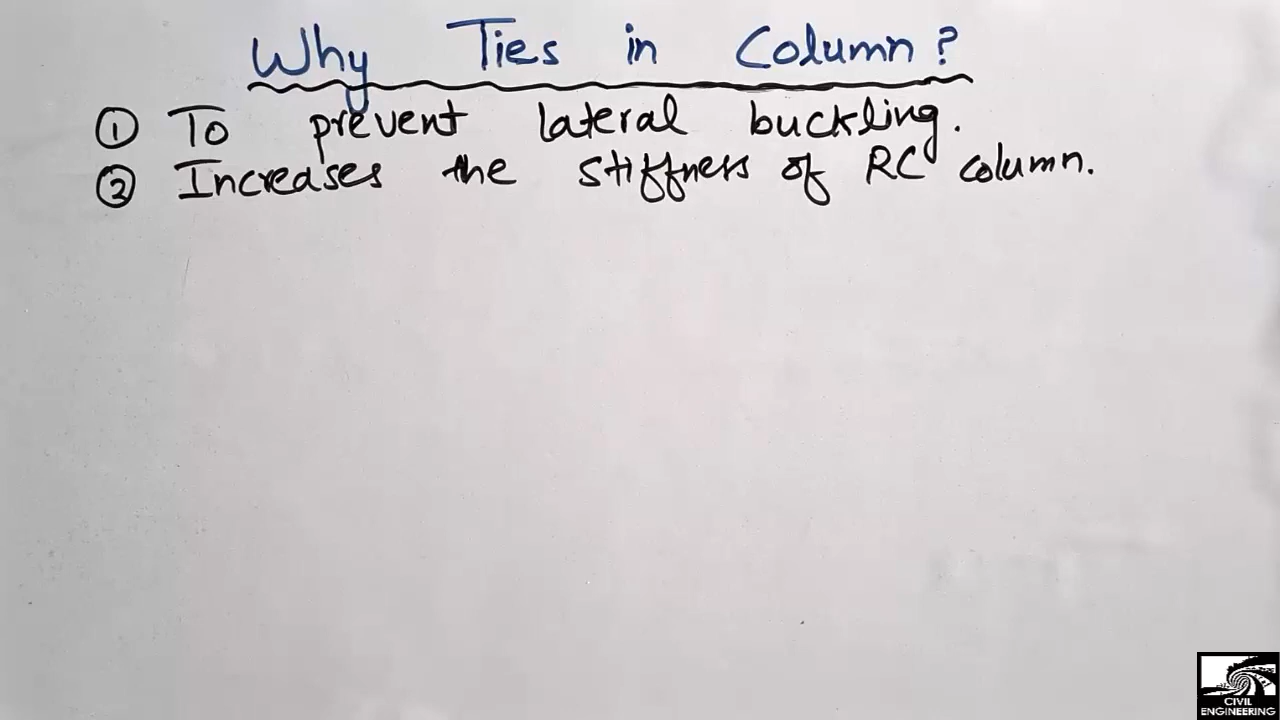 Why Ties in Column?
① To prevent lateral buckling.
② Increases the stiffness of RC column.
CIVIL
ENGINEERING